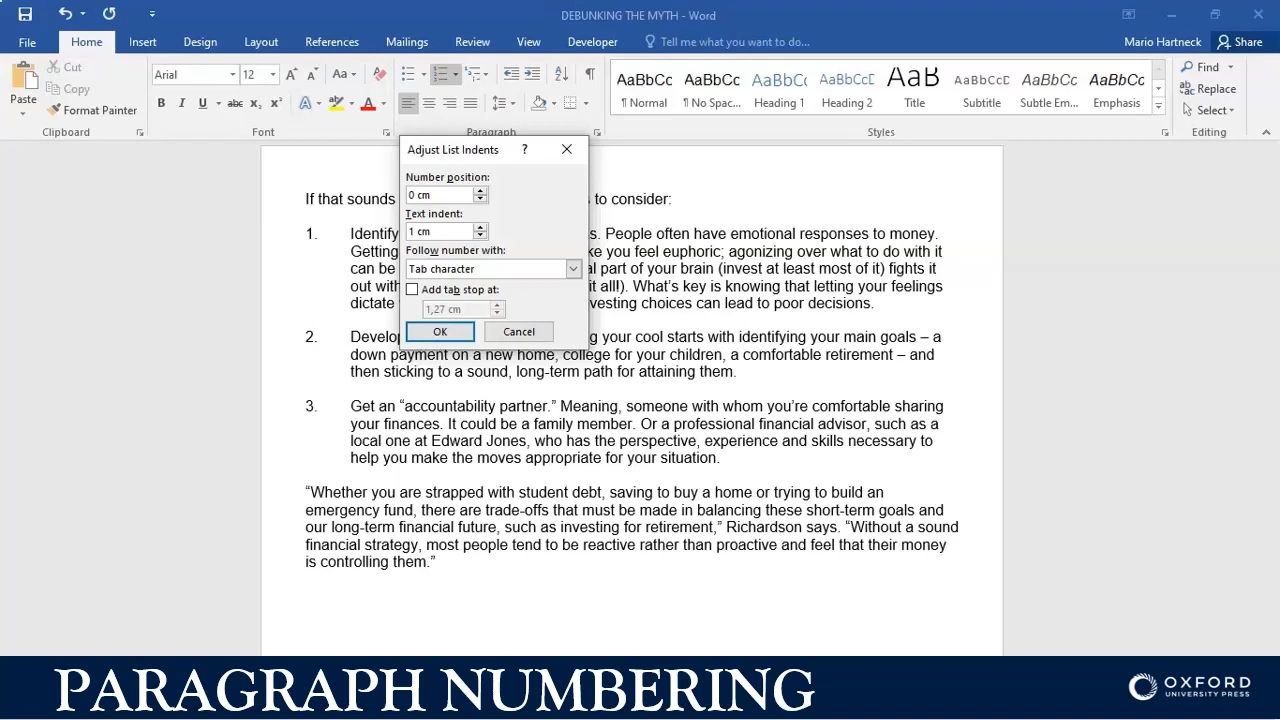 DEBUNKING THE MYTH - Word
File Home Insert Design Layout References Mailings Review View Developer Tell me what you want to do... Mario Hartneck Share
Paste
Cut
Copy
Format Painter
Clipboard
Arial 12 Aa
B I U abc x₂ x² A A
Font
Paragraph
AaBbCc AaBbCc AaBbCc AaBbCcD AaB AaBbCcD AaBbCc AaBbCc
¶ Normal ¶ No Spac... Heading 1 Heading 2 Title Subtitle Subtle Em... Emphasis
Styles
Find
Replace
Select
Editing
Adjust List Indents ? 
Number position:
0 cm
Text indent:
1 cm
Follow number with:
Tab character
Add tab stop at:
1,27 cm
OK Cancel
If that sounds s to consider:
1. Identify s. People often have emotional responses to money.
Getting ke you feel euphoric; agonizing over what to do with it
can be al part of your brain (invest at least most of it) fights it
out with it all!). What’s key is knowing that letting your feelings
dictate vesting choices can lead to poor decisions.
2. Develop g your cool starts with identifying your main goals – a
down payment on a new home, college for your children, a comfortable retirement – and
then sticking to a sound, long-term path for attaining them.
3. Get an “accountability partner.” Meaning, someone with whom you’re comfortable sharing
your finances. It could be a family member. Or a professional financial advisor, such as a
local one at Edward Jones, who has the perspective, experience and skills necessary to
help you make the moves appropriate for your situation.
“Whether you are strapped with student debt, saving to buy a home or trying to build an
emergency fund, there are trade-offs that must be made in balancing these short-term goals and
our long-term financial future, such as investing for retirement,” Richardson says. “Without a sound
financial strategy, most people tend to be reactive rather than proactive and feel that their money
is controlling them.”
PARAGRAPH NUMBERING
OXFORD
UNIVERSITY PRESS